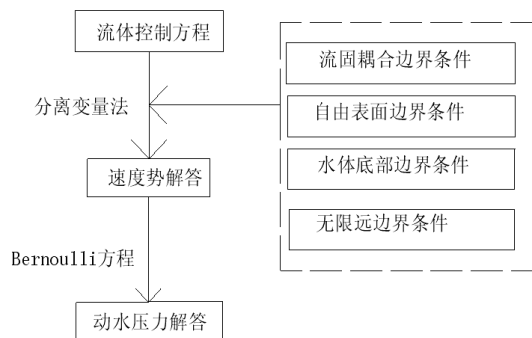 流体控制方程
流固耦合边界条件
分离变量法
自由表面边界条件
水体底部边界条件
速度势解答
无限远边界条件
Bernoulli方程
动水压力解答